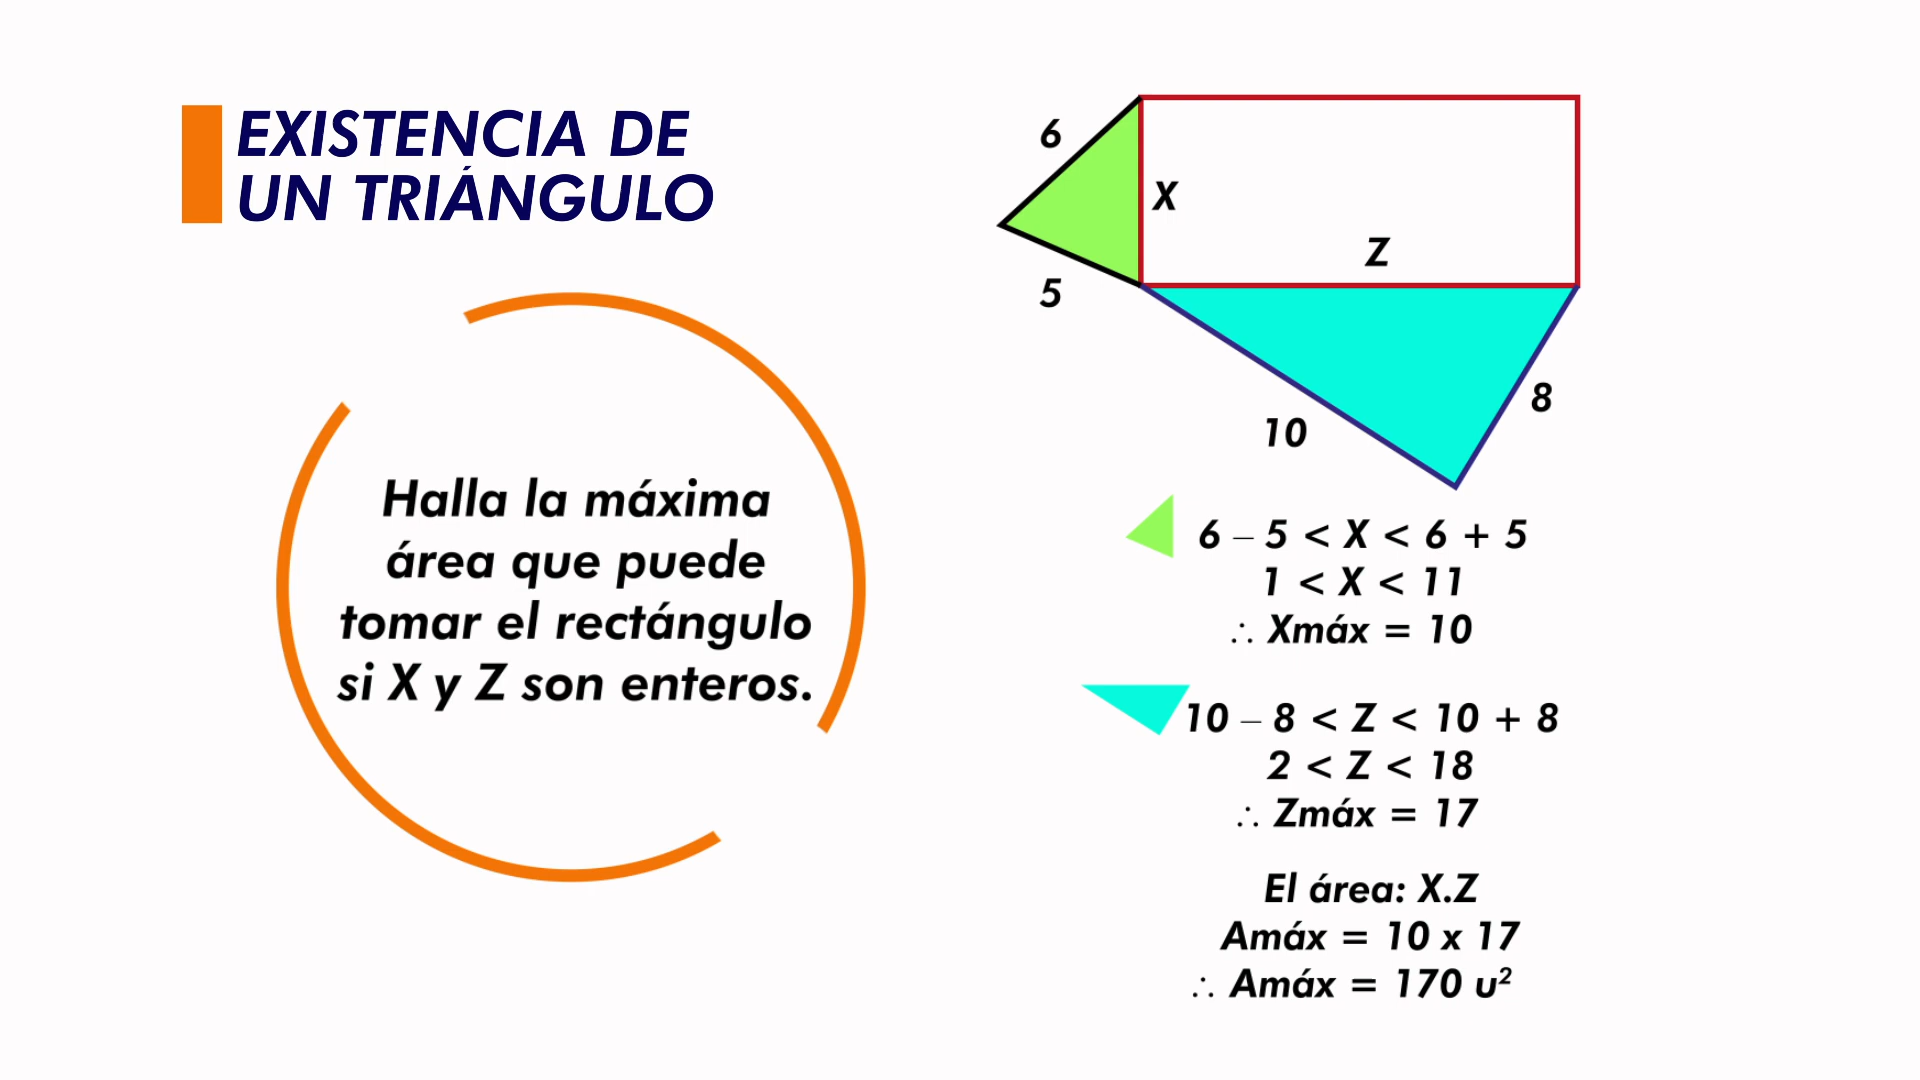 EXISTENCIA DE
UN TRIÁNGULO
Halla la máxima
área que puede
tomar el rectángulo
si X y Z son enteros.
6
X
Z
5
8
10
6 – 5 < X < 6 + 5
1 < X < 11
∴ Xmáx = 10
10 – 8 < Z < 10 + 8
2 < Z < 18
∴ Zmáx = 17
El área: X.Z
Amáx = 10 x 17
∴ Amáx = 170 u²